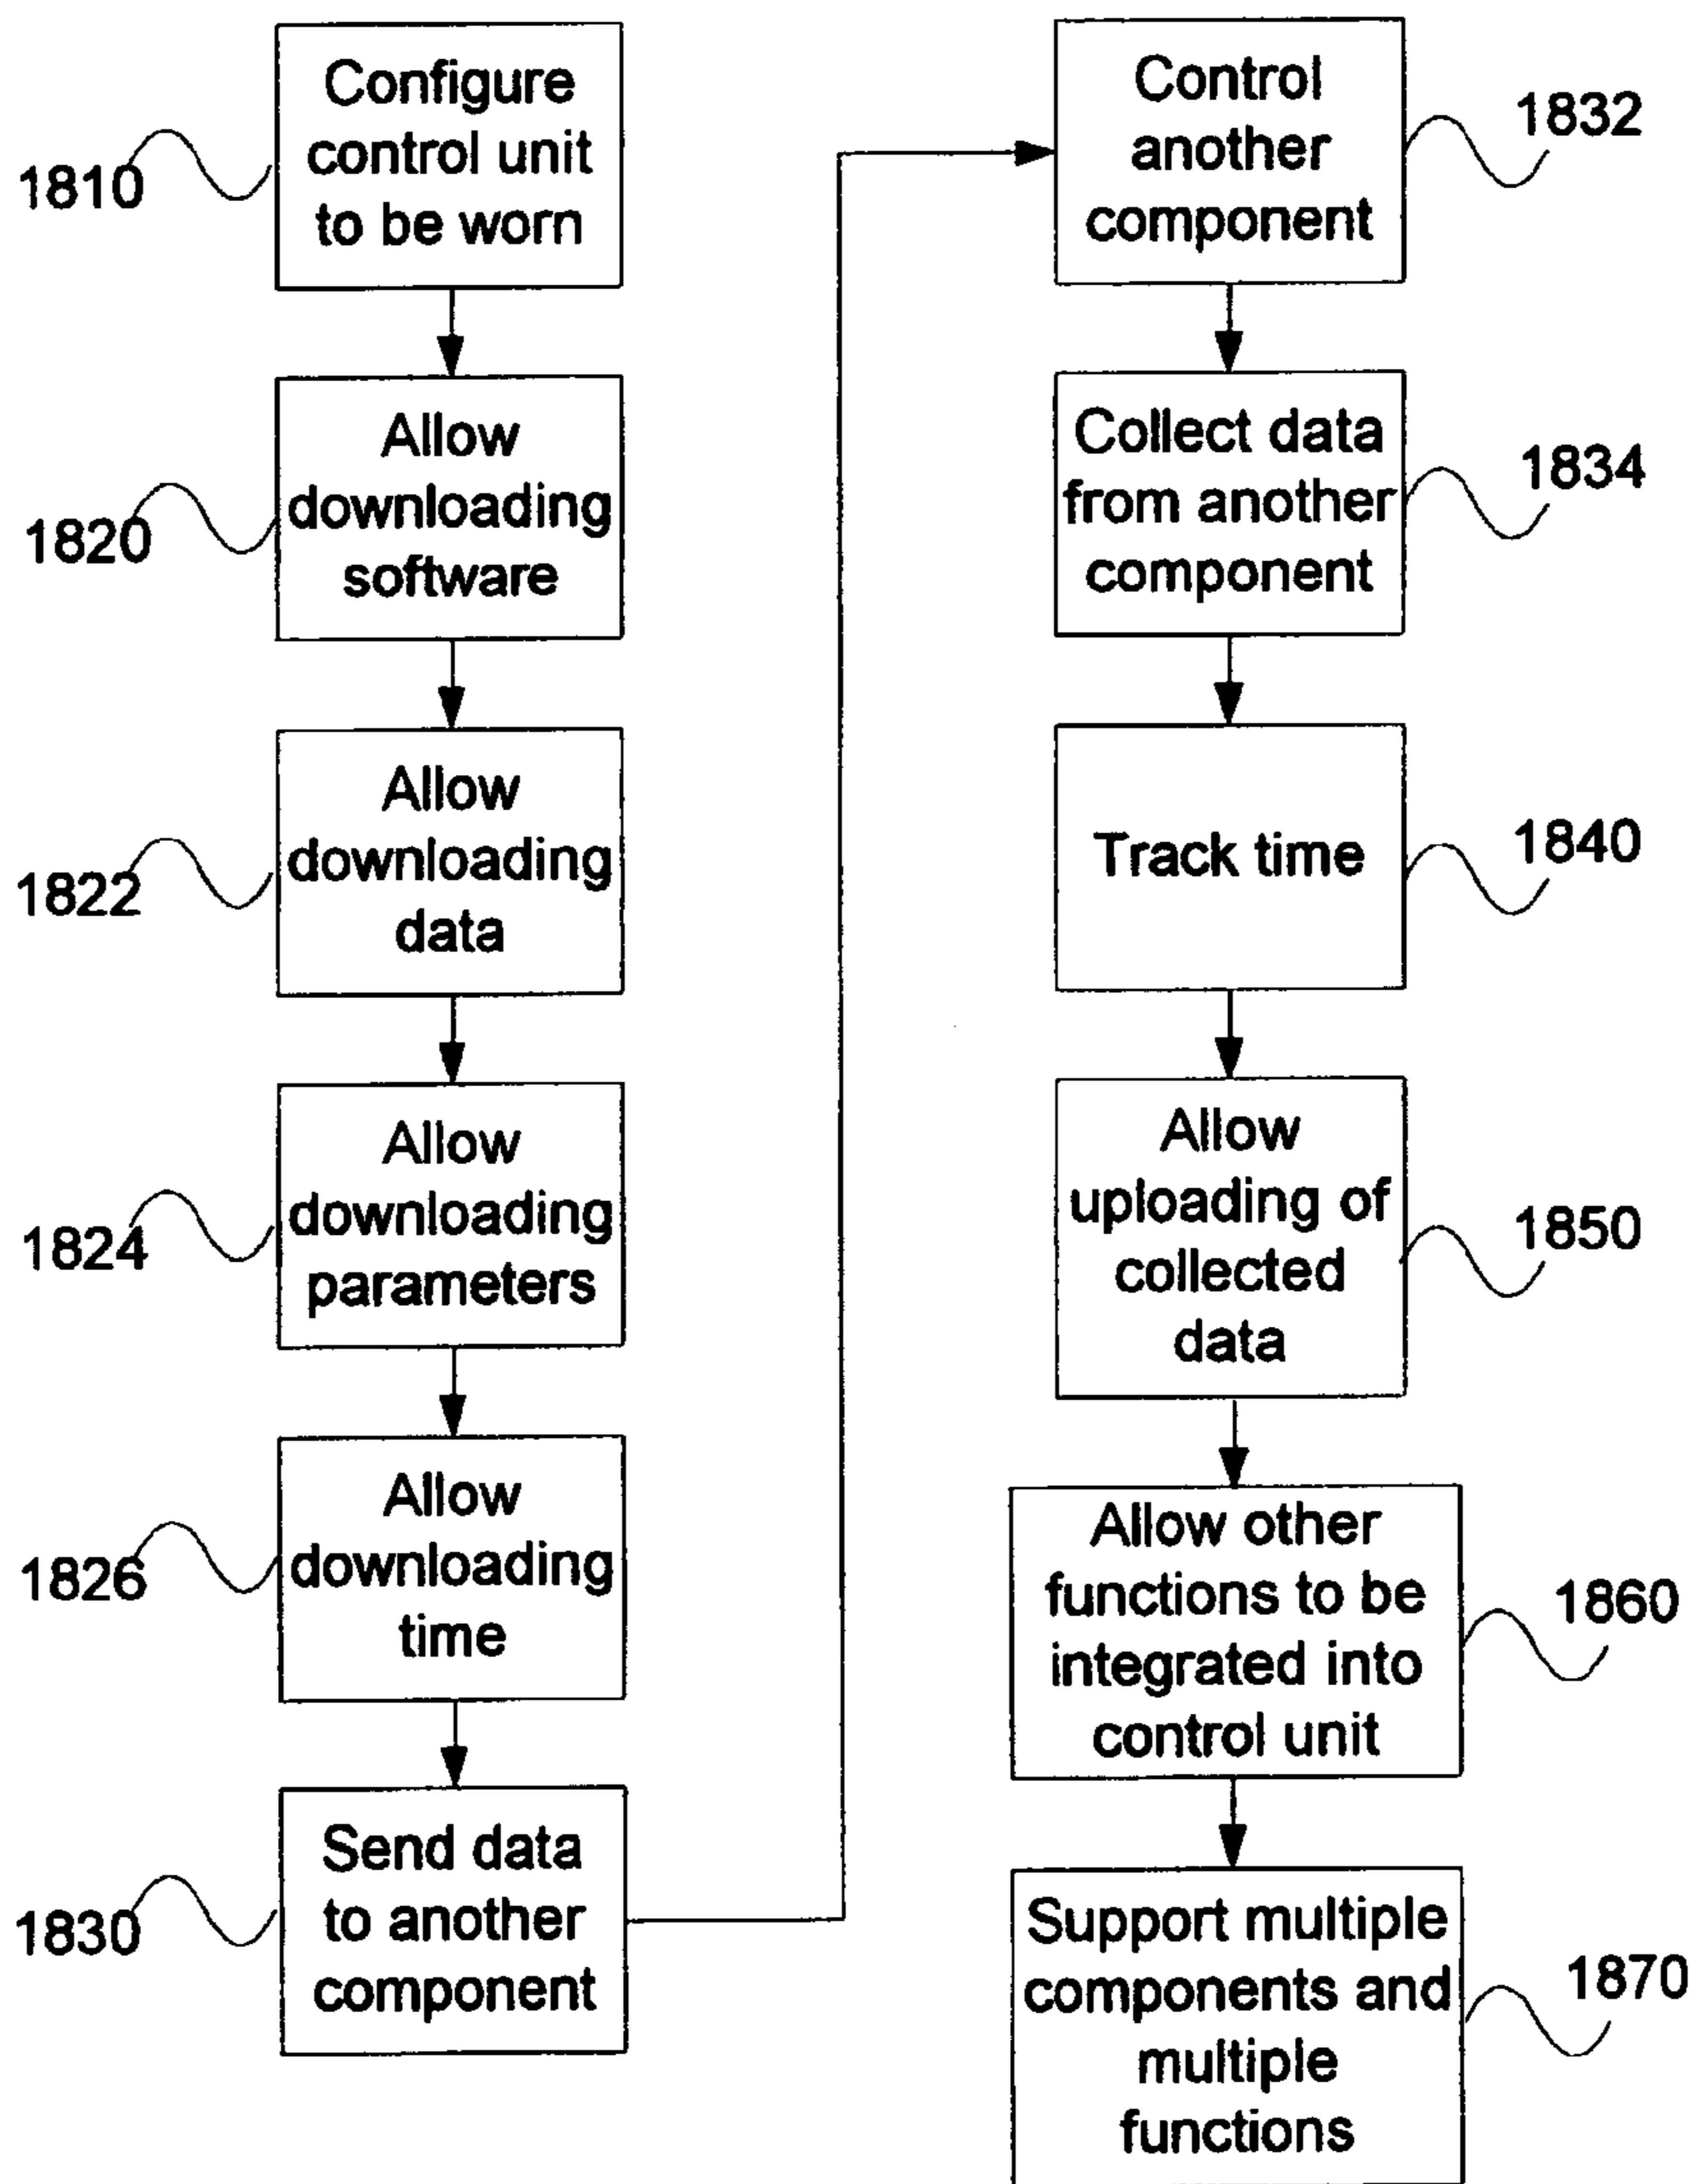 Configure
control unit
to be worn
1810
Allow
downloading
software
1820
Allow
downloading
data
1822
Allow
downloading
parameters
1824
Allow
downloading
time
1826
Send data
to another
component
1830
Control
another
component
1832
Collect data
from another
component
1834
Track time
1840
Allow
uploading of
collected
data
1850
Allow other
functions to be
integrated into
control unit
1860
Support multiple
components and
multiple
functions
1870